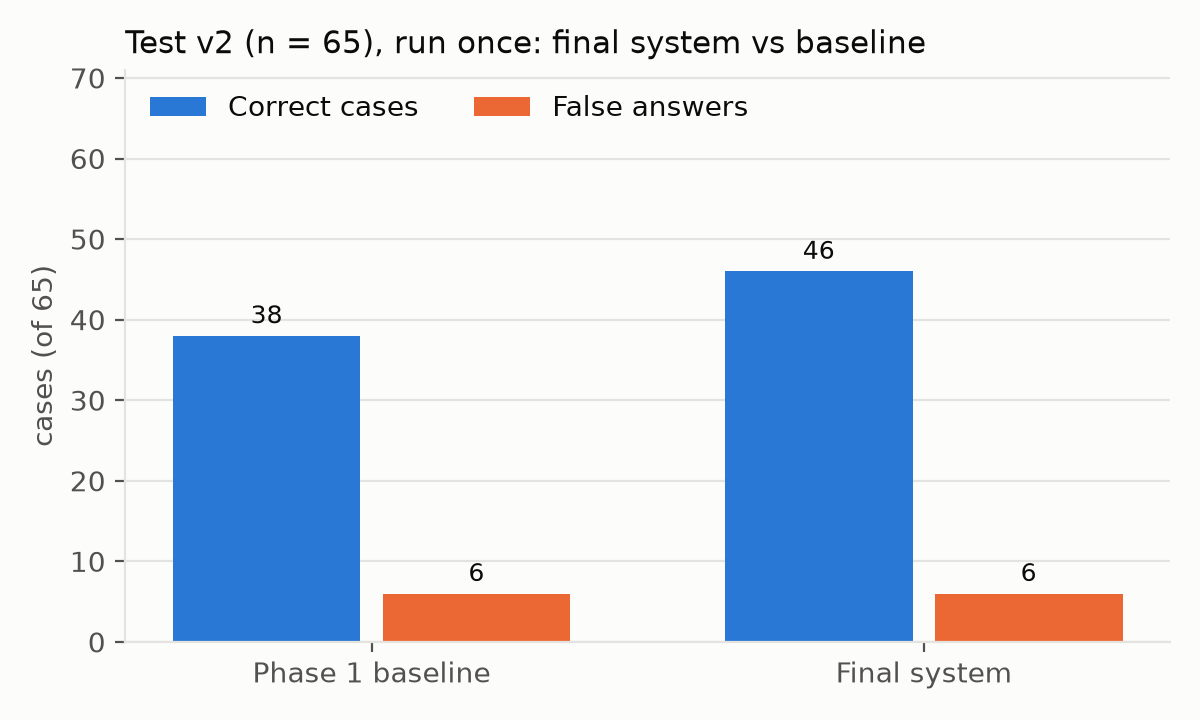 Test v2 (n = 65), run once: final system vs baseline
Correct cases
False answers
cases (of 65)
70
60
50
40
30
20
10
0
38
6
46
6
Phase 1 baseline
Final system